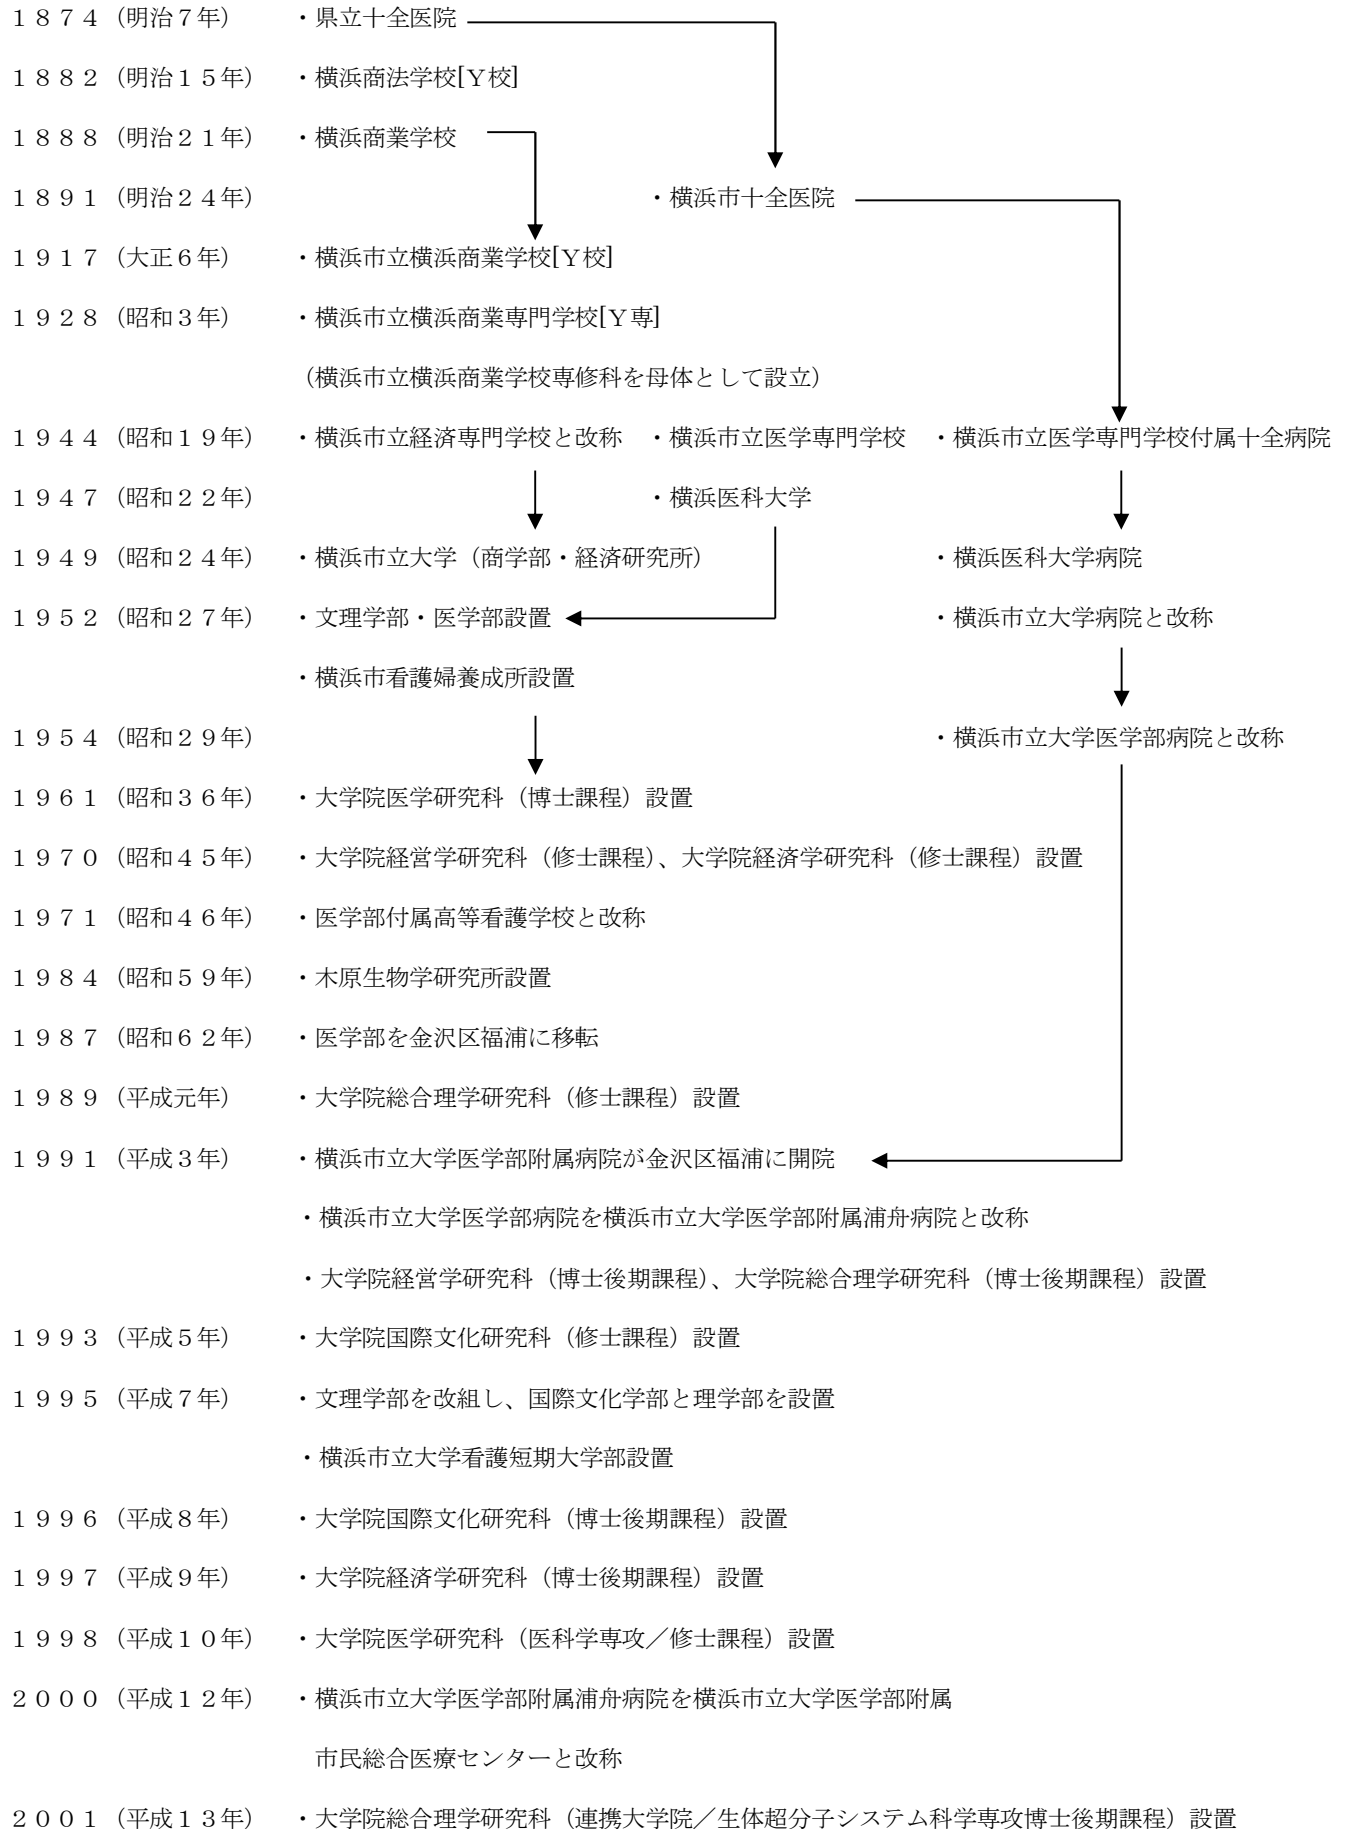 １８７４（明治７年）　・県立十全医院
１８８２（明治１５年）　・横浜商法学校[Ｙ校]
１８８８（明治２１年）　・横浜商業学校
１８９１（明治２４年）　・横浜市十全医院
１９１７（大正６年）　・横浜市立横浜商業学校[Ｙ校]
１９２８（昭和３年）　・横浜市立横浜商業専門学校[Ｙ専]
（横浜市立横浜商業学校専修科を母体として設立）
１９４４（昭和１９年）　・横浜市立経済専門学校と改称　・横浜市立医学専門学校　・横浜市立医学専門学校付属十全病院
１９４７（昭和２２年）　・横浜医科大学
１９４９（昭和２４年）　・横浜市立大学（商学部・経済研究所）　・横浜医科大学病院
１９５２（昭和２７年）　・文理学部・医学部設置　・横浜市立大学病院と改称
・横浜市看護婦養成所設置
１９５４（昭和２９年）　・横浜市立大学医学部病院と改称
１９６１（昭和３６年）　・大学院医学研究科（博士課程）設置
１９７０（昭和４５年）　・大学院経営学研究科（修士課程）、大学院経済学研究科（修士課程）設置
１９７１（昭和４６年）　・医学部付属高等看護学校と改称
１９８４（昭和５９年）　・木原生物学研究所設置
１９８７（昭和６２年）　・医学部を金沢区福浦に移転
１９８９（平成元年）　・大学院総合理学研究科（修士課程）設置
１９９１（平成３年）　・横浜市立大学医学部附属病院が金沢区福浦に開院
・横浜市立大学医学部病院を横浜市立大学医学部附属浦舟病院と改称
・大学院経営学研究科（博士後期課程）、大学院総合理学研究科（博士後期課程）設置
１９９３（平成５年）　・大学院国際文化研究科（修士課程）設置
１９９５（平成７年）　・文理学部を改組し、国際文化学部と理学部を設置
・横浜市立大学看護短期大学部設置
１９９６（平成８年）　・大学院国際文化研究科（博士後期課程）設置
１９９７（平成９年）　・大学院経済学研究科（博士後期課程）設置
１９９８（平成１０年）　・大学院医学研究科（医科学専攻／修士課程）設置
２０００（平成１２年）　・横浜市立大学医学部附属浦舟病院を横浜市立大学医学部附属
市民総合医療センターと改称
２００１（平成１３年）　・大学院総合理学研究科（連携大学院／生体超分子システム科学専攻博士後期課程）設置